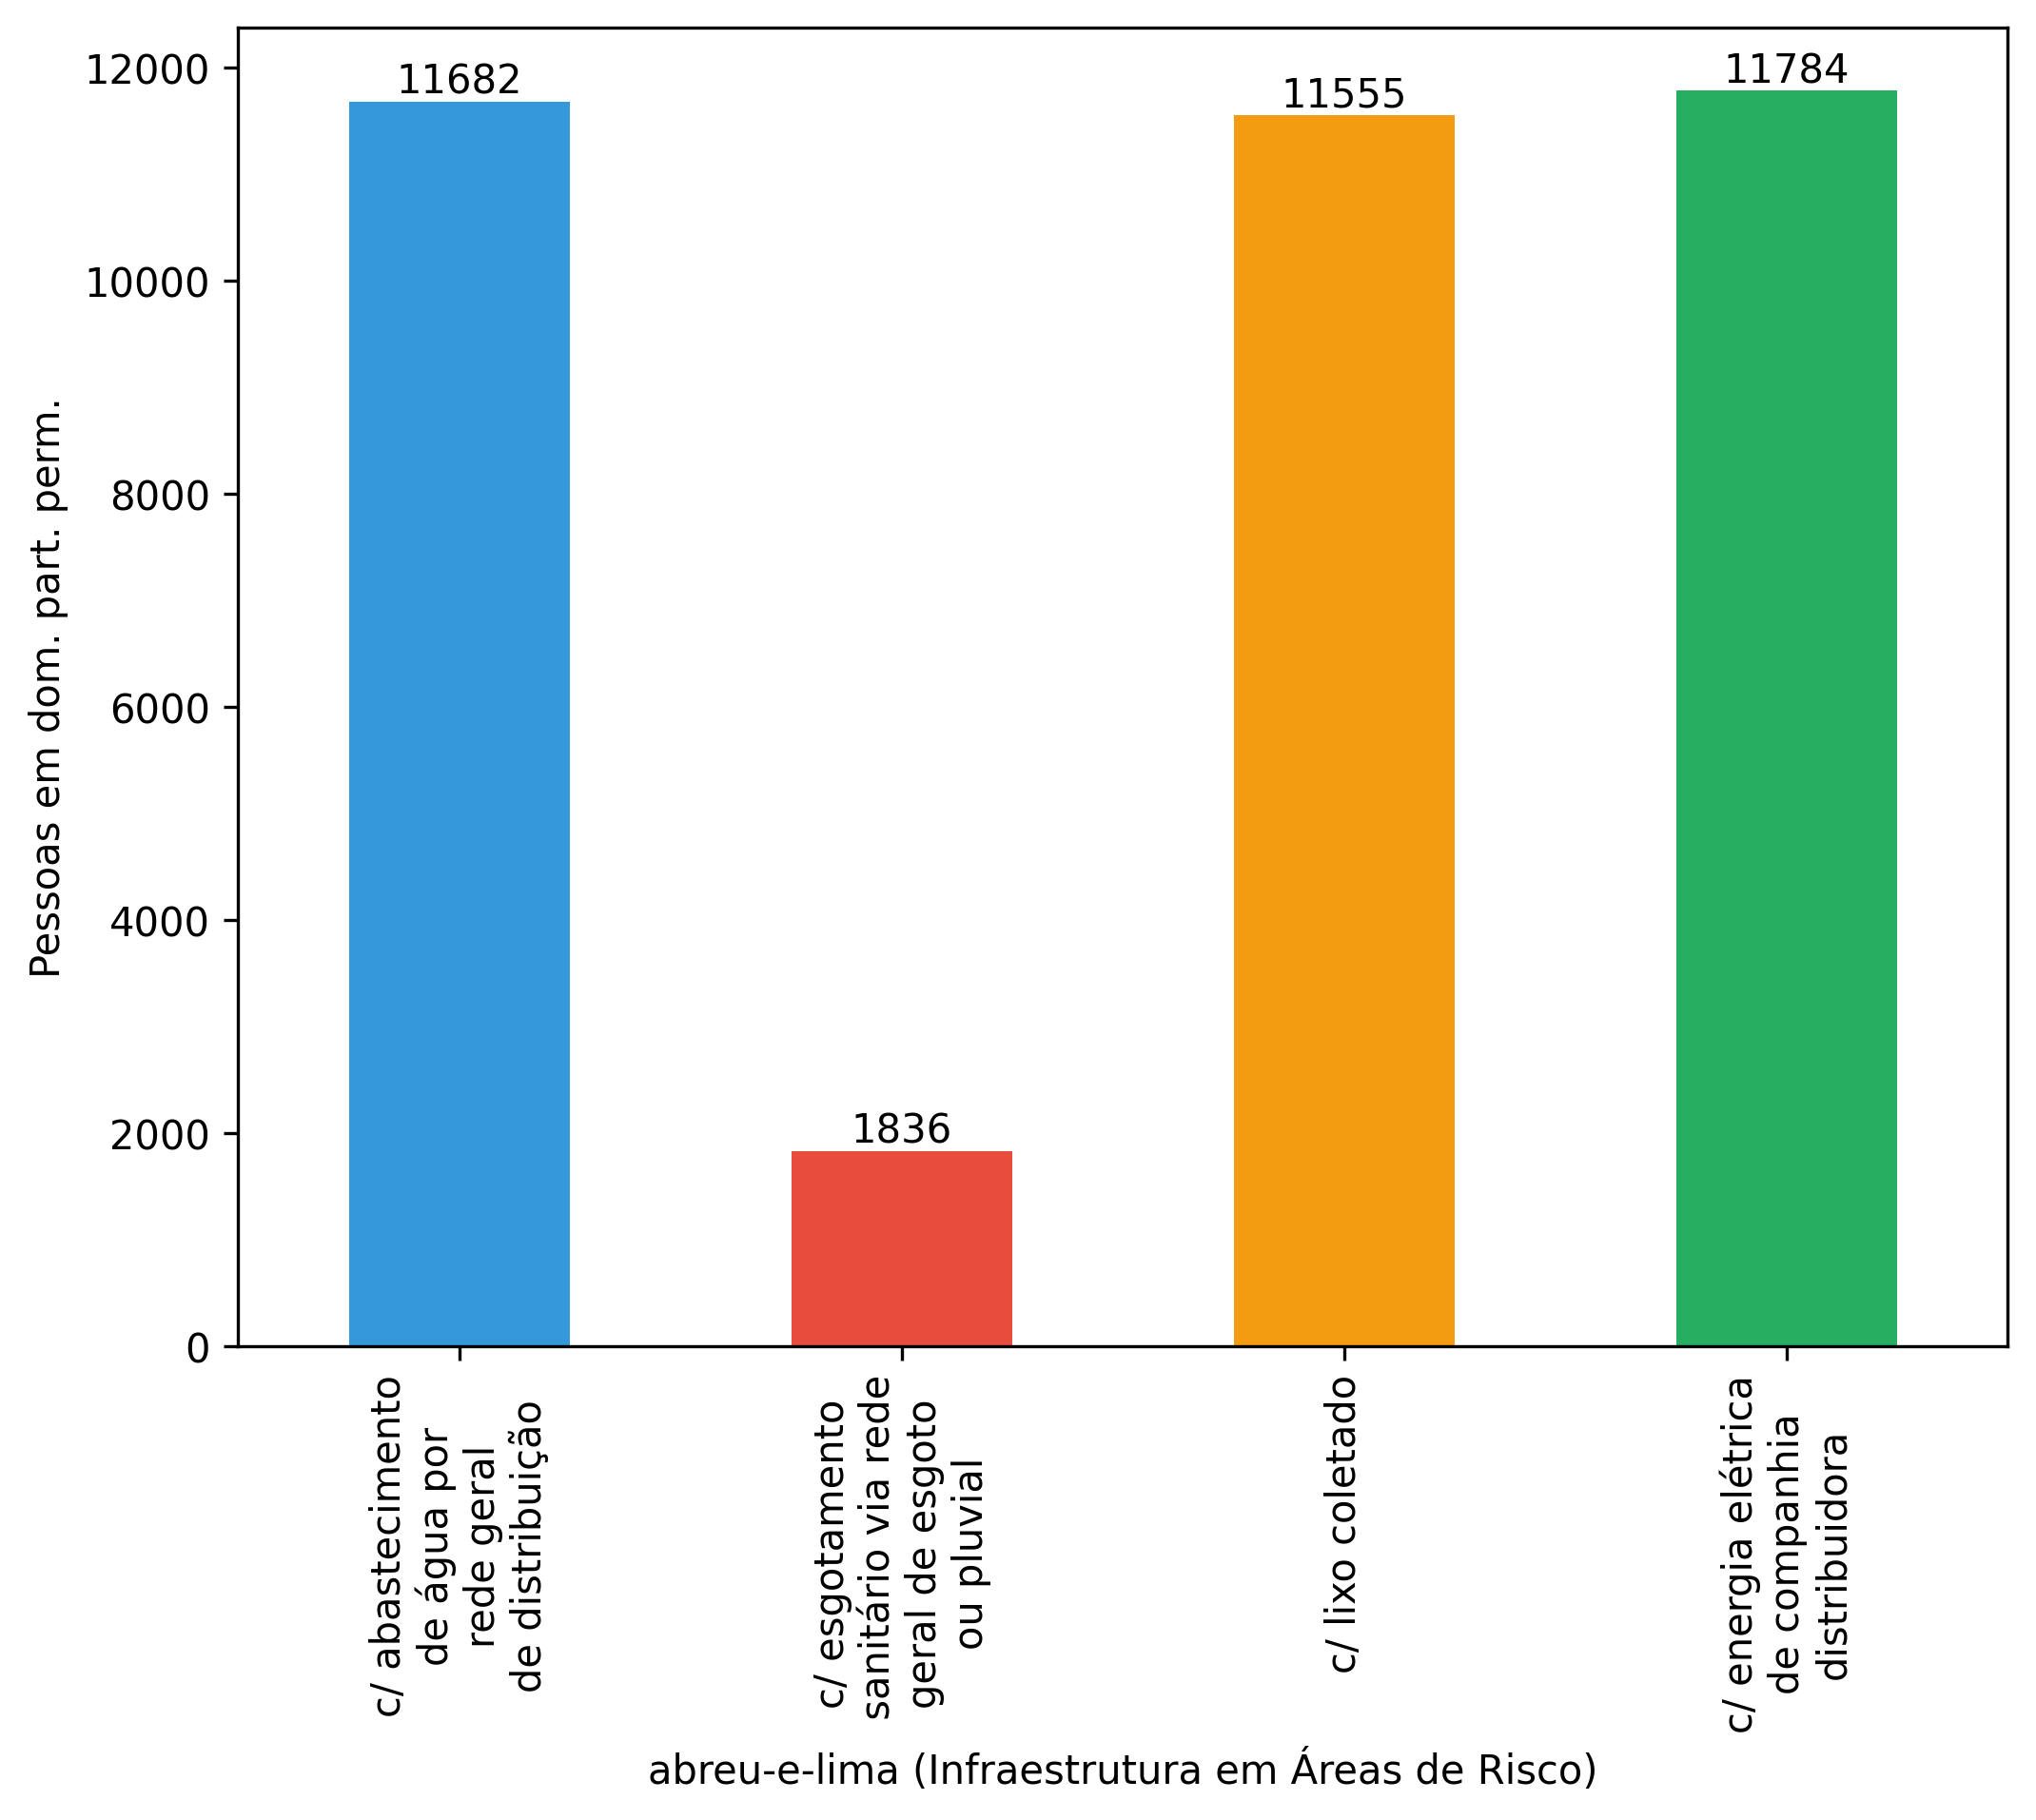 Pessoas em dom. part. perm.
12000
10000
8000
6000
4000
2000
0
11682
1836
11555
11784
c/ abastecimento
de água por
rede geral
de distribuição
c/ esgotamento
sanitário via rede
geral de esgoto
ou pluvial
c/ lixo coletado
c/ energia elétrica
de companhia
distribuidora
abreu-e-lima (Infraestrutura em Áreas de Risco)